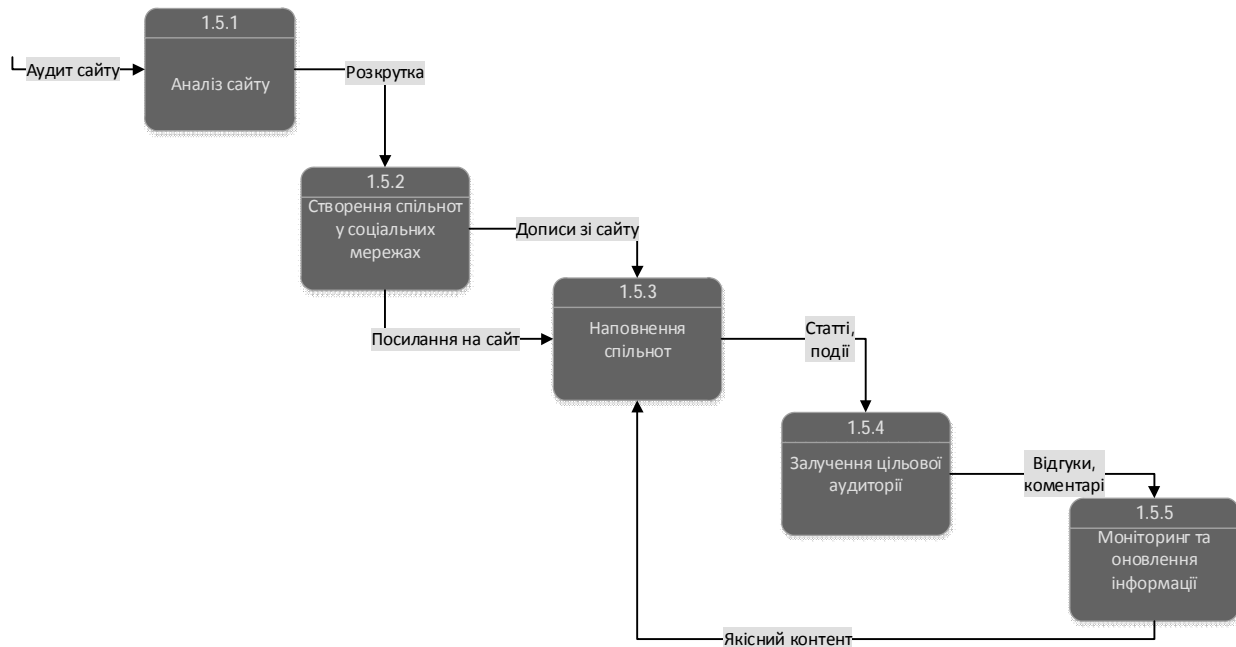 1.5.1
Аудит сайту
Аналіз сайту
Розкрутка
1.5.2
Створення спільнот
у соціальних
мережах
Дописи зі сайту
Посилання на сайт
1.5.3
Наповнення
спільнот
Статті,
події
1.5.4
Залучення цільової
аудиторії
Відгуки,
коментарі
1.5.5
Моніторинг та
оновлення
інформації
Якісний контент